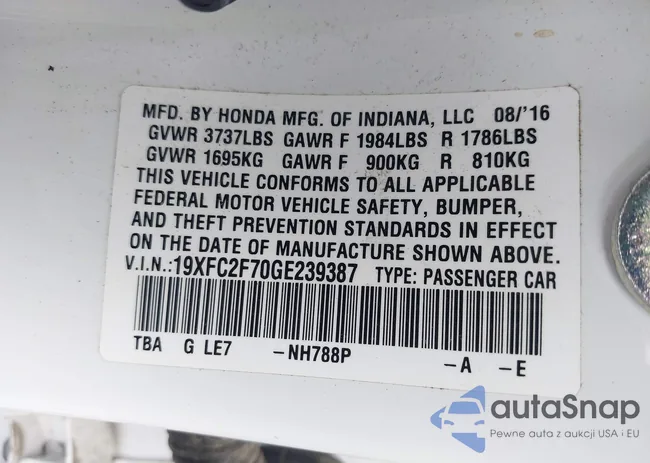 MFD. BY HONDA MFG. OF INDIANA, LLC 08/'16
GVWR 3737LBS GAWR F 1984LBS R 1786LBS
GVWR 1695KG GAWR F 900KG R 810KG
THIS VEHICLE CONFORMS TO ALL APPLICABLE
FEDERAL MOTOR VEHICLE SAFETY, BUMPER,
AND THEFT PREVENTION STANDARDS IN EFFECT
ON THE DATE OF MANUFACTURE SHOWN ABOVE.
V.I.N.:19XFC2F70GE239387 TYPE: PASSENGER CAR
TBA G LE7 -NH788P -A -E
autaSnap
Pewne auta z aukcji USA i EU